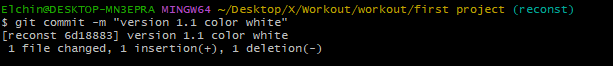 Elchin@DESKTOP-MN3EPRA MINGW64 ~/Desktop/X/Workout/workout/first project (reconst)
$ git commit -m "version 1.1 color white"
[reconst 6d18883] version 1.1 color white
 1 file changed, 1 insertion(+), 1 deletion(-)